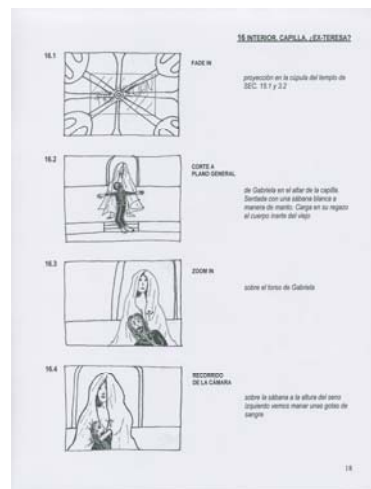 16 INTERIOR. CAPILLA. ¿EX-TERESA?
16.1
FADE IN
proyección en la cúpula del templo de
SEC. 15.1 y 3.2
16.2
CORTE A
PLANO GENERAL
de Gabriela en el altar de la capilla.
Sentada con una sábana blanca a
manera de manto. Carga en su regazo
el cuerpo inerte del viejo
16.3
ZOOM IN
sobre el torso de Gabriela
16.4
RECORRIDO
DE LA CÁMARA
sobre la sábana a la altura del seno
izquierdo vemos manar unas gotas de
sangre
18